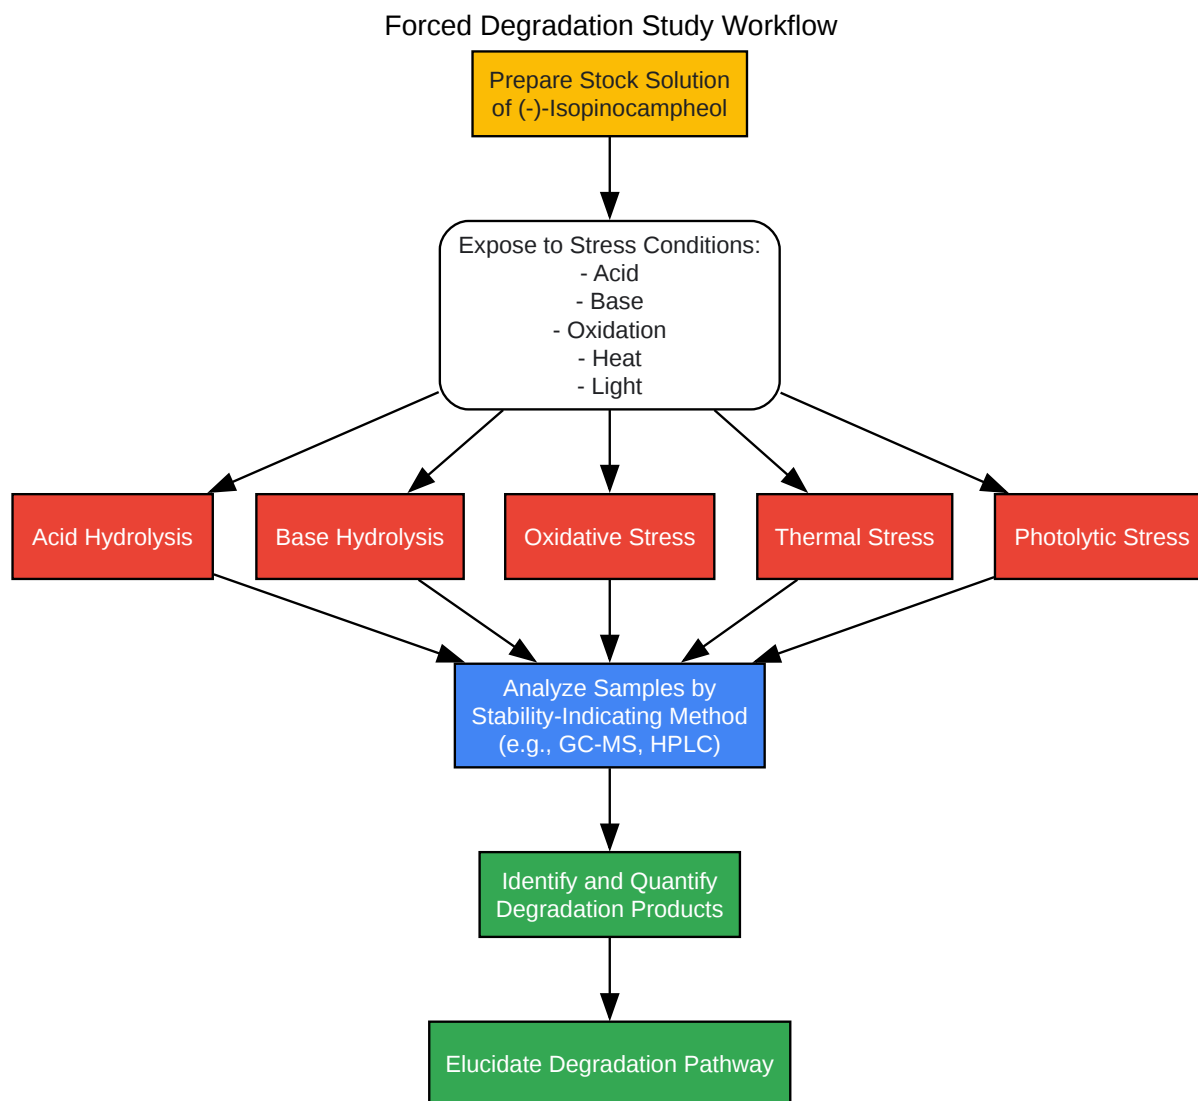 Forced Degradation Study Workflow
Prepare Stock Solution
of (-)-Isopinocampheol
Expose to Stress Conditions:
- Acid
- Base
- Oxidation
- Heat
- Light
Acid Hydrolysis
Base Hydrolysis
Oxidative Stress
Thermal Stress
Photolytic Stress
Analyze Samples by
Stability-Indicating Method
(e.g., GC-MS, HPLC)
Identify and Quantify
Degradation Products
Elucidate Degradation Pathway